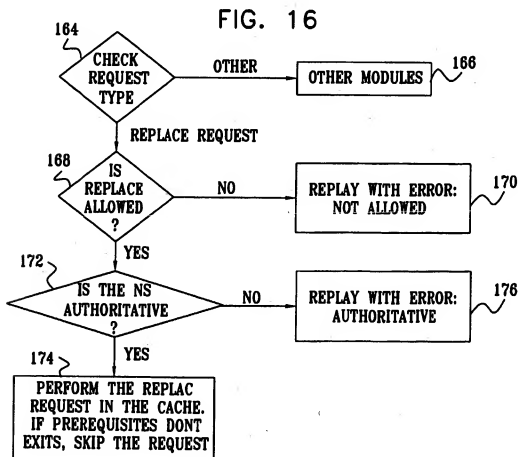 FIG. 16
164
CHECK
REQUEST
TYPE
OTHER
OTHER MODULES
166
REPLACE REQUEST
168
IS
REPLACE
ALLOWED
?
NO
REPLAY WITH ERROR:
NOT ALLOWED
170
YES
172
IS THE NS
AUTHORITATIVE
?
NO
REPLAY WITH ERROR:
AUTHORITATIVE
176
YES
174
PERFORM THE REPLAC
REQUEST IN THE CACHE.
IF PREREQUISITES DONT
EXITS, SKIP THE REQUEST